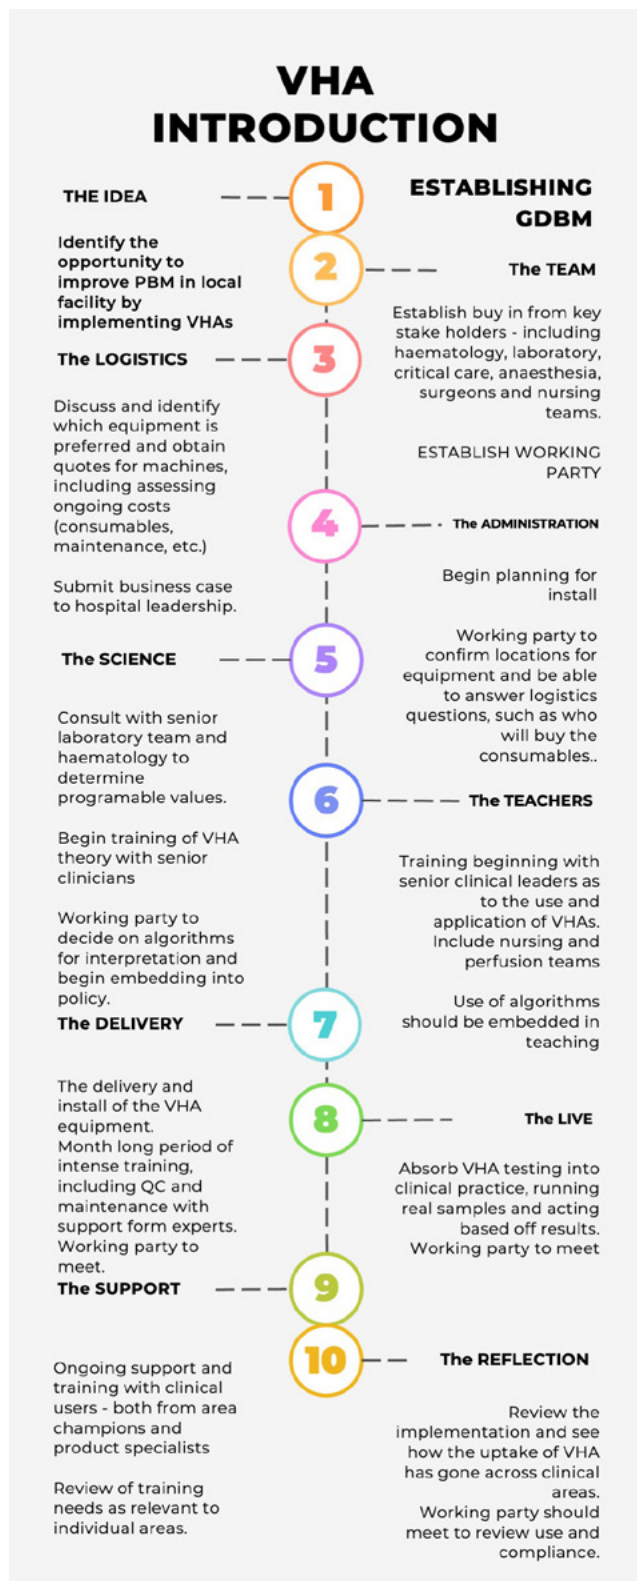 VHA
INTRODUCTION
1
THE IDEA
ESTABLISHING
GDBM
Identify the
opportunity to
improve PBM in local
facility by
implementing VHAs
2
The TEAM
Establish buy in from key
stake holders - including
haematology, laboratory,
critical care, anaesthesia,
surgeons and nursing
teams.
ESTABLISH WORKING
PARTY
3
The LOGISTICS
Discuss and identify
which equipment is
preferred and obtain
quotes for machines,
including assessing
ongoing costs
(consumables,
maintenance, etc.)
Submit business case
to hospital leadership.
4
The ADMINISTRATION
Begin planning for
install
Working party to
confirm locations for
equipment and be able
to answer logistics
questions, such as who
will buy the
consumables..
5
The SCIENCE
Consult with senior
laboratory team and
haematology to
determine
programable values.
Begin training of VHA
theory with senior
clinicians
Working party to
decide on algorithms
for interpretation and
begin embedding into
policy.
6
The TEACHERS
Training beginning with
senior clinical leaders as
to the use and
application of VHAs.
Include nursing and
perfusion teams
Use of algorithms
should be embedded in
teaching
7
The DELIVERY
The delivery and
install of the VHA
equipment.
Month long period of
intense training,
including QC and
maintenance with
support form experts.
Working party to
meet.
8
The LIVE
Absorb VHA testing into
clinical practice, running
real samples and acting
based off results.
Working party to meet
9
The SUPPORT
Ongoing support and
training with clinical
users - both from area
champions and
product specialists
Review of training
needs as relevant to
individual areas.
10
The REFLECTION
Review the
implementation and see
how the uptake of VHA
has gone across clinical
areas.
Working party should
meet to review use and
compliance.